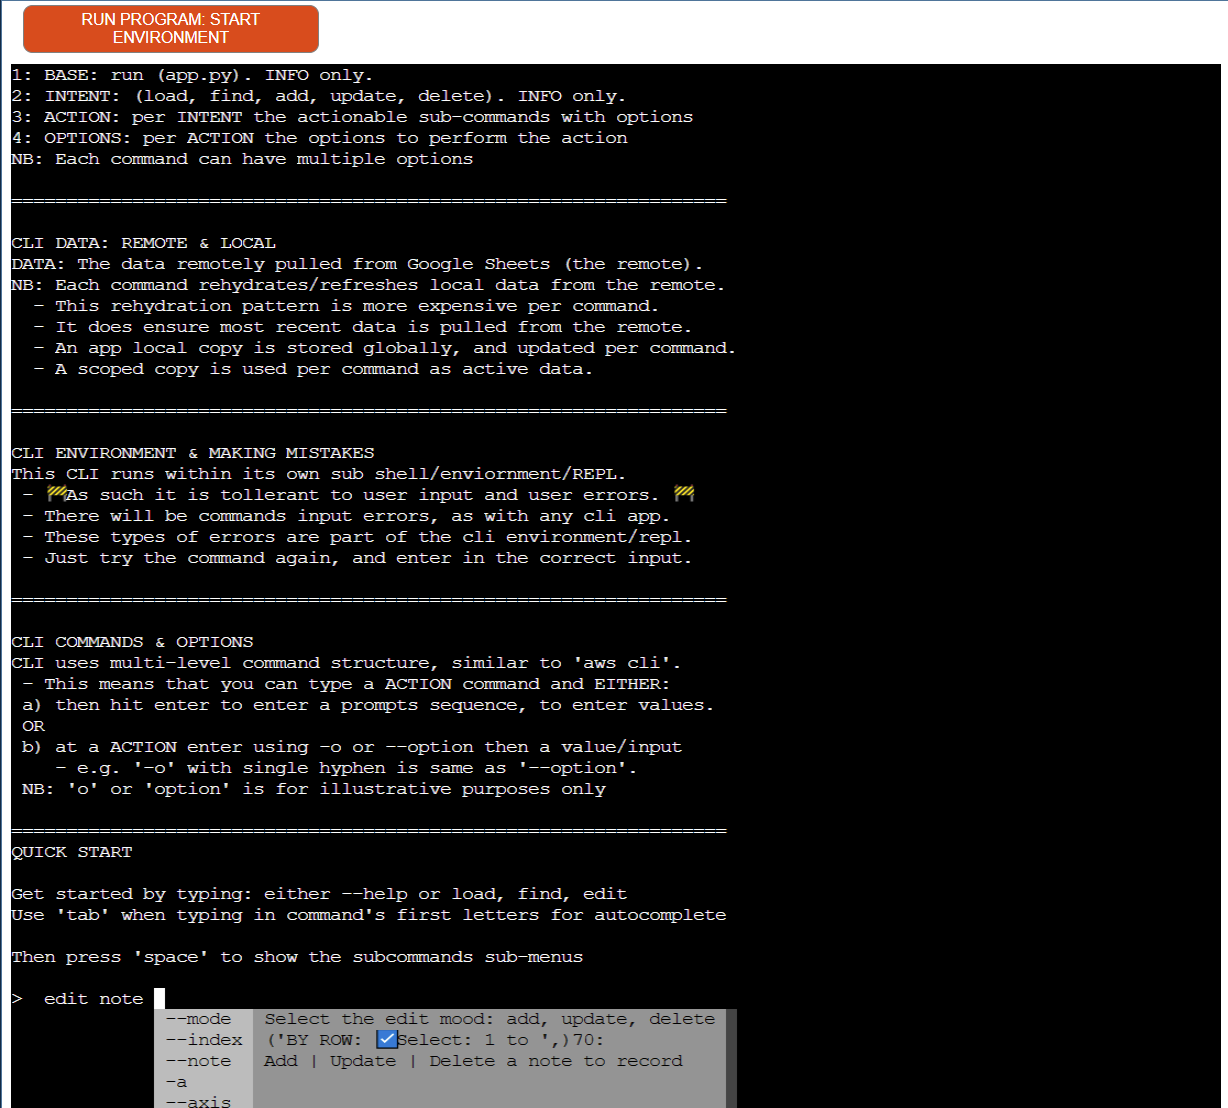 RUN PROGRAM: START
ENVIRONMENT
1: BASE: run (app.py). INFO only.
2: INTENT: (load, find, add, update, delete). INFO only.
3: ACTION: per INTENT the actionable sub-commands with options
4: OPTIONS: per ACTION the options to perform the action
NB: Each command can have multiple options
=================================================================
CLI DATA: REMOTE & LOCAL
DATA: The data remotely pulled from Google Sheets (the remote).
NB: Each command rehydrates/refreshes local data from the remote.
- This rehydration pattern is more expensive per command.
- It does ensure most recent data is pulled from the remote.
- An app local copy is stored globally, and updated per command.
- A scoped copy is used per command as active data.
=================================================================
CLI ENVIRONMENT & MAKING MISTAKES
This CLI runs within its own sub shell/enviornment/REPL.
- 🚧As such it is tollerant to user input and user errors. 🚧
- There will be commands input errors, as with any cli app.
- These types of errors are part of the cli environment/repl.
- Just try the command again, and enter in the correct input.
=================================================================
CLI COMMANDS & OPTIONS
CLI uses multi-level command structure, similar to 'aws cli'.
- This means that you can type a ACTION command and EITHER:
a) then hit enter to enter a prompts sequence, to enter values.
OR
b) at a ACTION enter using -o or --option then a value/input
- e.g. '-o' with single hyphen is same as '--option'.
NB: 'o' or 'option' is for illustrative purposes only
=================================================================
QUICK START
Get started by typing: either --help or load, find, edit
Use 'tab' when typing in command's first letters for autocomplete
Then press 'space' to show the subcommands sub-menus
> edit note
--mode Select the edit mood: add, update, delete
--index ('BY ROW: ☑️Select: 1 to ',)70:
--note Add | Update | Delete a note to record
-a
--axis